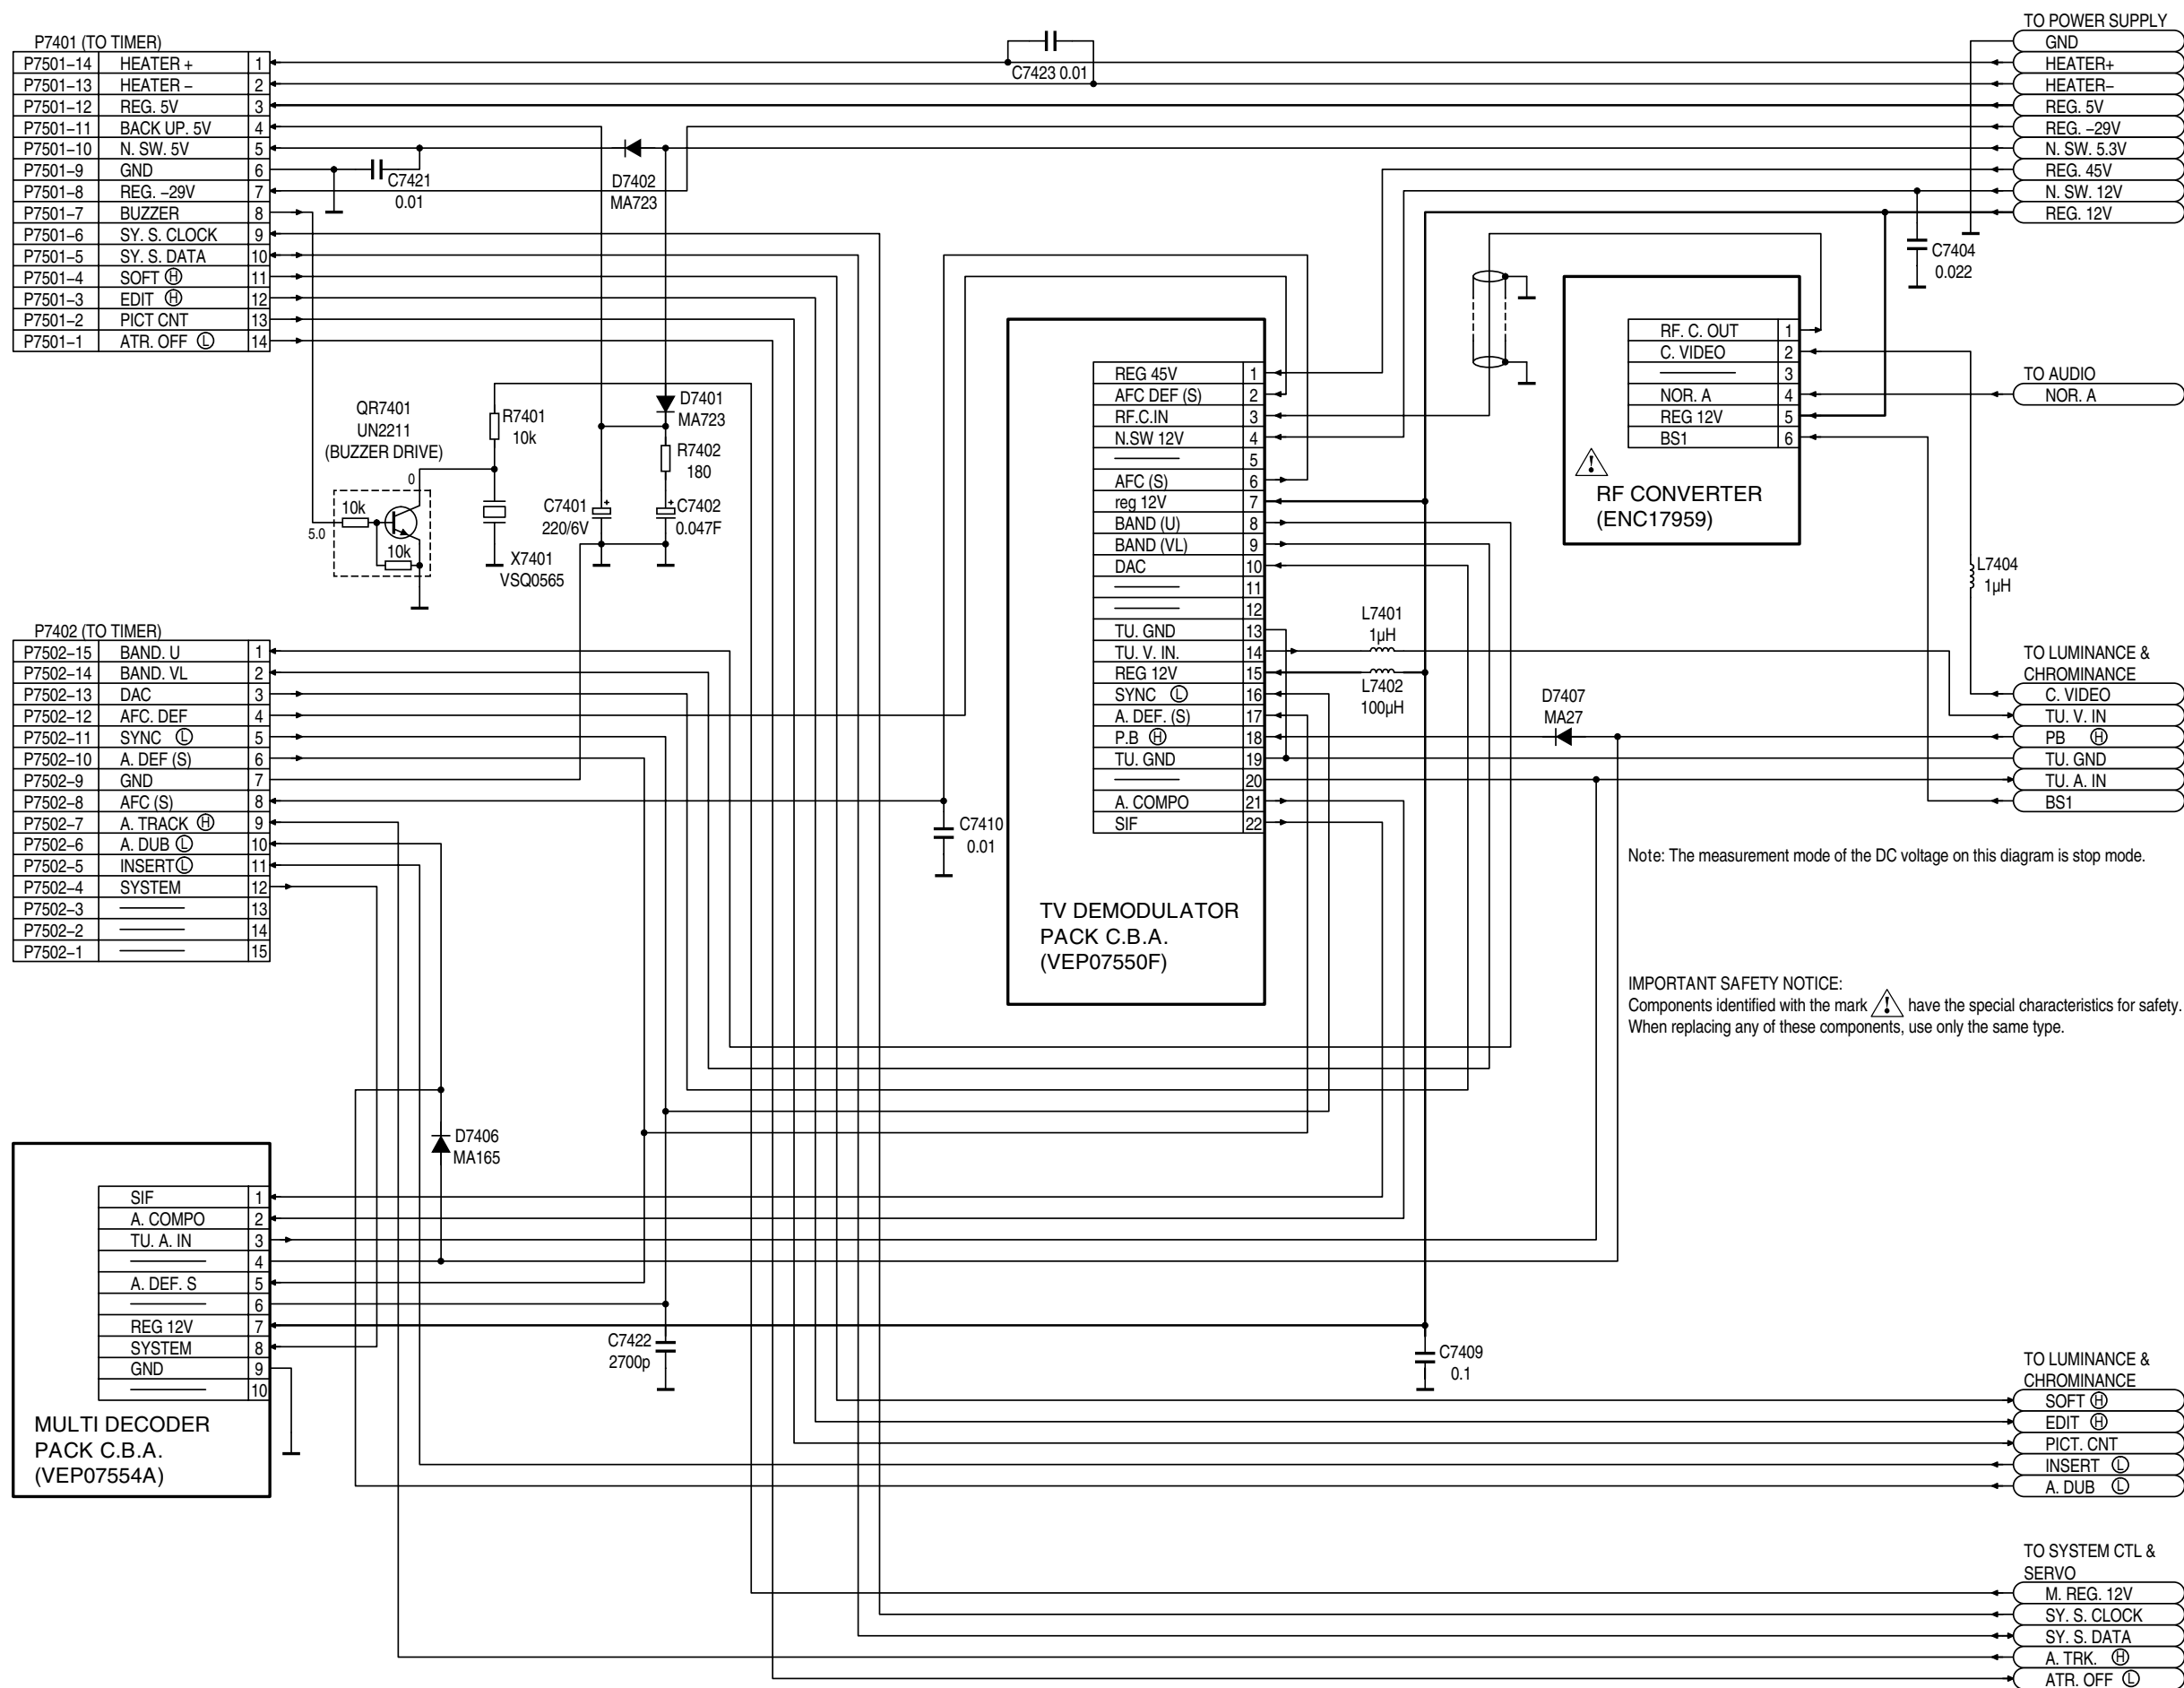 P7401 (TO TIMER)
P7501–14 HEATER + 1
P7501–13 HEATER – 2
P7501–12 REG. 5V 3
P7501–11 BACK UP. 5V 4
P7501–10 N. SW. 5V 5
P7501–9 GND 6
P7501–8 REG. –29V 7
P7501–7 BUZZER 8
P7501–6 SY. S. CLOCK 9
P7501–5 SY. S. DATA 10
P7501–4 SOFT Ⓗ 11
P7501–3 EDIT Ⓗ 12
P7501–2 PICT CNT 13
P7501–1 ATR. OFF Ⓛ 14
C7423 0.01
C7421
0.01
D7402
MA723
TO POWER SUPPLY
GND
HEATER+
HEATER–
REG. 5V
REG. –29V
N. SW. 5.3V
REG. 45V
N. SW. 12V
REG. 12V
C7404
0.022
QR7401
UN2211
(BUZZER DRIVE)
0
10k
5.0
10k
R7401
10k
X7401
VSQ0565
D7401
MA723
R7402
180
C7401
220/6V
+
C7402
0.047F
+
REG 45V 1
AFC DEF (S) 2
RF.C.IN 3
N.SW 12V 4
5
AFC (S) 6
reg 12V 7
BAND (U) 8
BAND (VL) 9
DAC 10
11
12
TU. GND 13
TU. V. IN. 14
REG 12V 15
SYNC Ⓛ 16
A. DEF. (S) 17
P.B Ⓗ 18
TU. GND 19
20
A. COMPO 21
SIF 22
TV DEMODULATOR
PACK C.B.A.
(VEP07550F)
RF. C. OUT 1
C. VIDEO 2
3
NOR. A 4
REG 12V 5
BS1 6
!
RF CONVERTER
(ENC17959)
TO AUDIO
NOR. A
L7404
1µH
L7401
1µH
L7402
100µH
D7407
MA27
TO LUMINANCE &
CHROMINANCE
C. VIDEO
TU. V. IN
PB Ⓗ
TU. GND
TU. A. IN
BS1
P7402 (TO TIMER)
P7502–15 BAND. U 1
P7502–14 BAND. VL 2
P7502–13 DAC 3
P7502–12 AFC. DEF 4
P7502–11 SYNC Ⓛ 5
P7502–10 A. DEF (S) 6
P7502–9 GND 7
P7502–8 AFC (S) 8
P7502–7 A. TRACK Ⓗ 9
P7502–6 A. DUB Ⓛ 10
P7502–5 INSERT Ⓛ 11
P7502–4 SYSTEM 12
P7502–3 13
P7502–2 14
P7502–1 15
C7410
0.01
Note: The measurement mode of the DC voltage on this diagram is stop mode.
IMPORTANT SAFETY NOTICE:
Components identified with the mark ! have the special characteristics for safety.
When replacing any of these components, use only the same type.
D7406
MA165
SIF 1
A. COMPO 2
TU. A. IN 3
4
A. DEF. S 5
6
REG 12V 7
SYSTEM 8
GND 9
10
MULTI DECODER
PACK C.B.A.
(VEP07554A)
C7422
2700p
C7409
0.1
TO LUMINANCE &
CHROMINANCE
SOFT Ⓗ
EDIT Ⓗ
PICT. CNT
INSERT Ⓛ
A. DUB Ⓛ
TO SYSTEM CTL &
SERVO
M. REG. 12V
SY. S. CLOCK
SY. S. DATA
A. TRK. Ⓗ
ATR. OFF Ⓛ